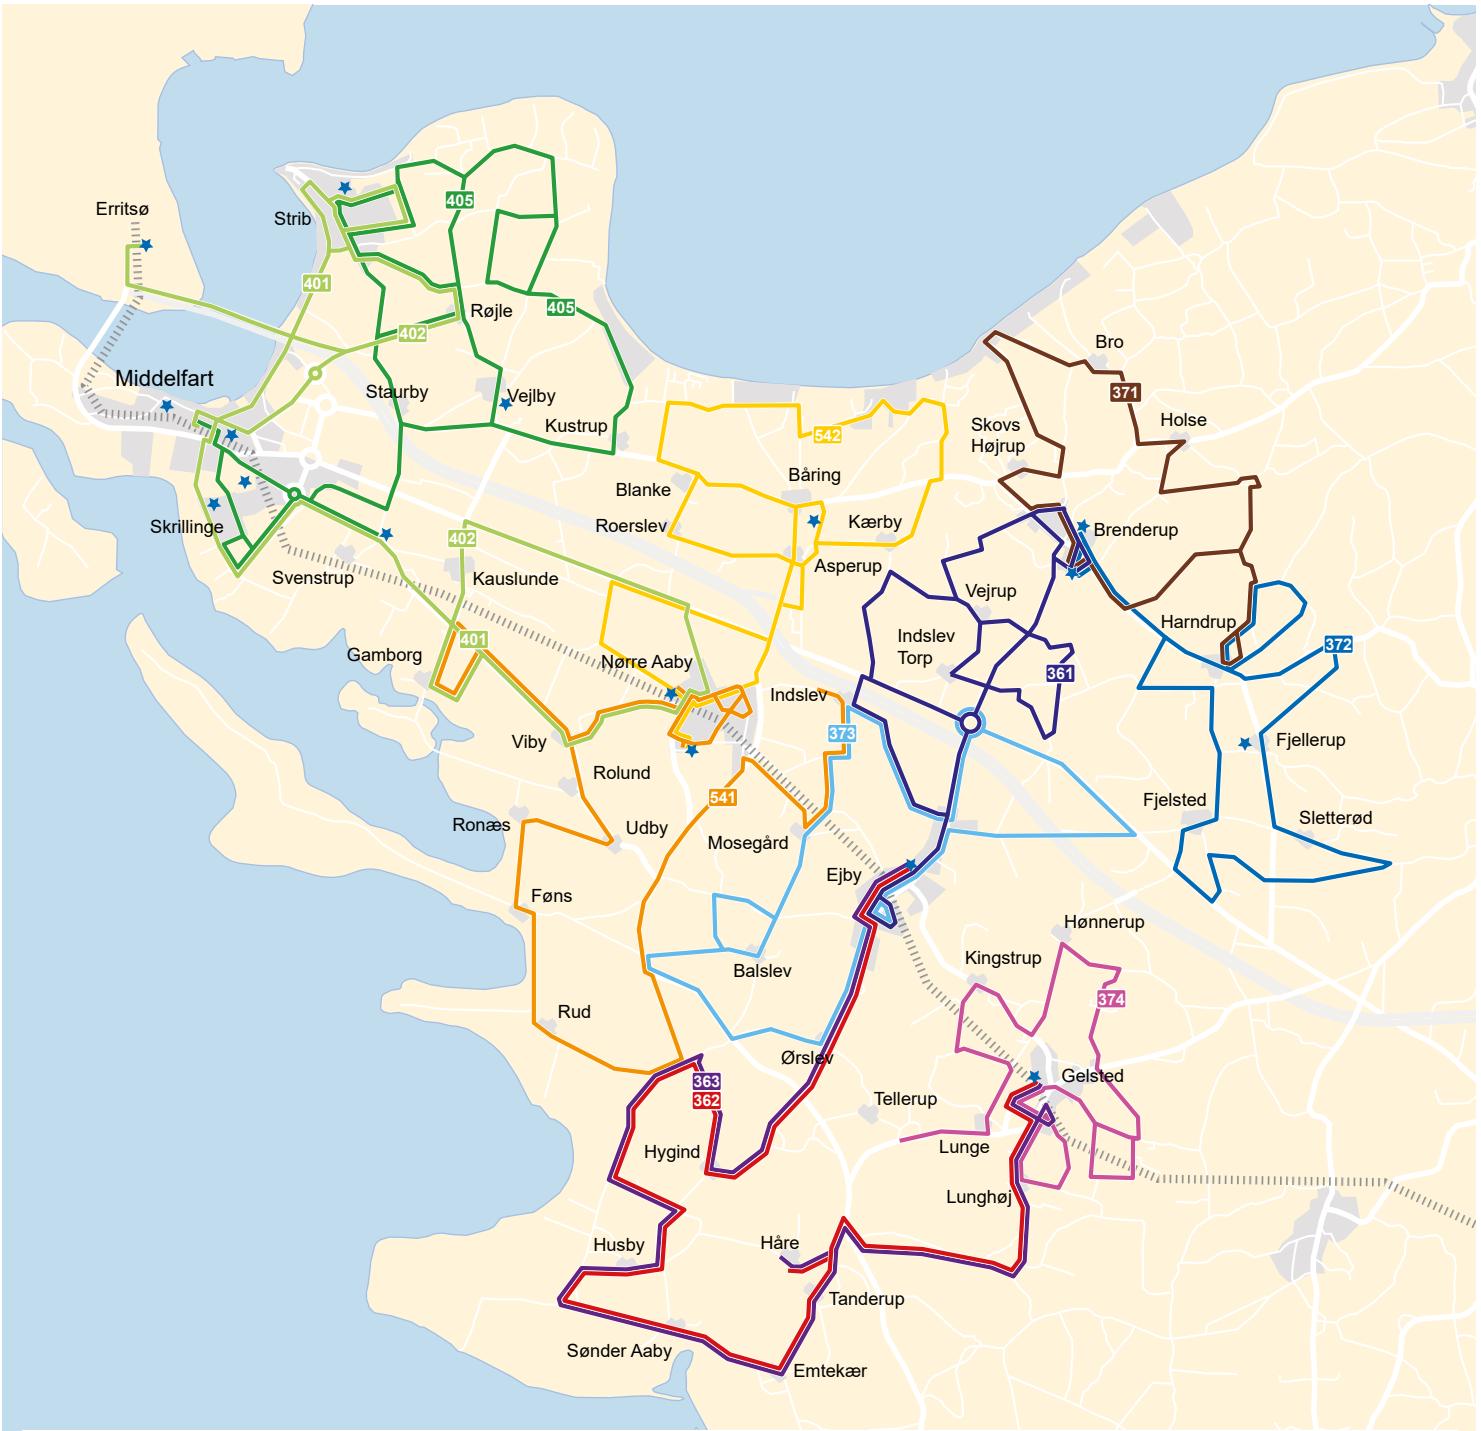 405
Erritsø
Strib
401
405
Røjle
402
Bro
Middelfart
Staurby
Vejlby
371
Kustrup
Holse
Skovs
Højrup
542
Båring
Blanke
Roerslev
Kærby
Skrillinge
Brenderup
402
Asperup
Svenstrup
Kauslunde
Vejrup
Harndrup
401
Indslev
Torp
372
Gamborg
Nørre Aaby
361
Indslev
Viby
373
Fjellerup
Rolund
541
Fjelsted
Ronæs
Udby
Mosegård
Sletterød
Ejby
Føns
Hønnerup
Kingstrup
Balslev
374
Rud
Ørslev
Gelsted
363
362
Tellerup
Hygind
Lunge
Lunghøj
Husby
Håre
Tanderup
Sønder Aaby
Emtekær